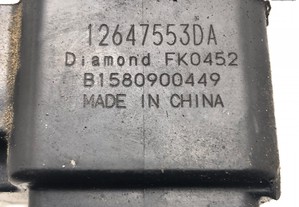 12647553DA
Diamond FK0452
B1580900449
MADE IN CHINA